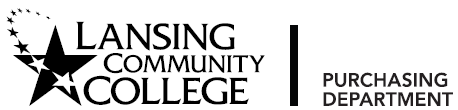 LANSING
COMMUNITY
COLLEGE
PURCHASING
DEPARTMENT